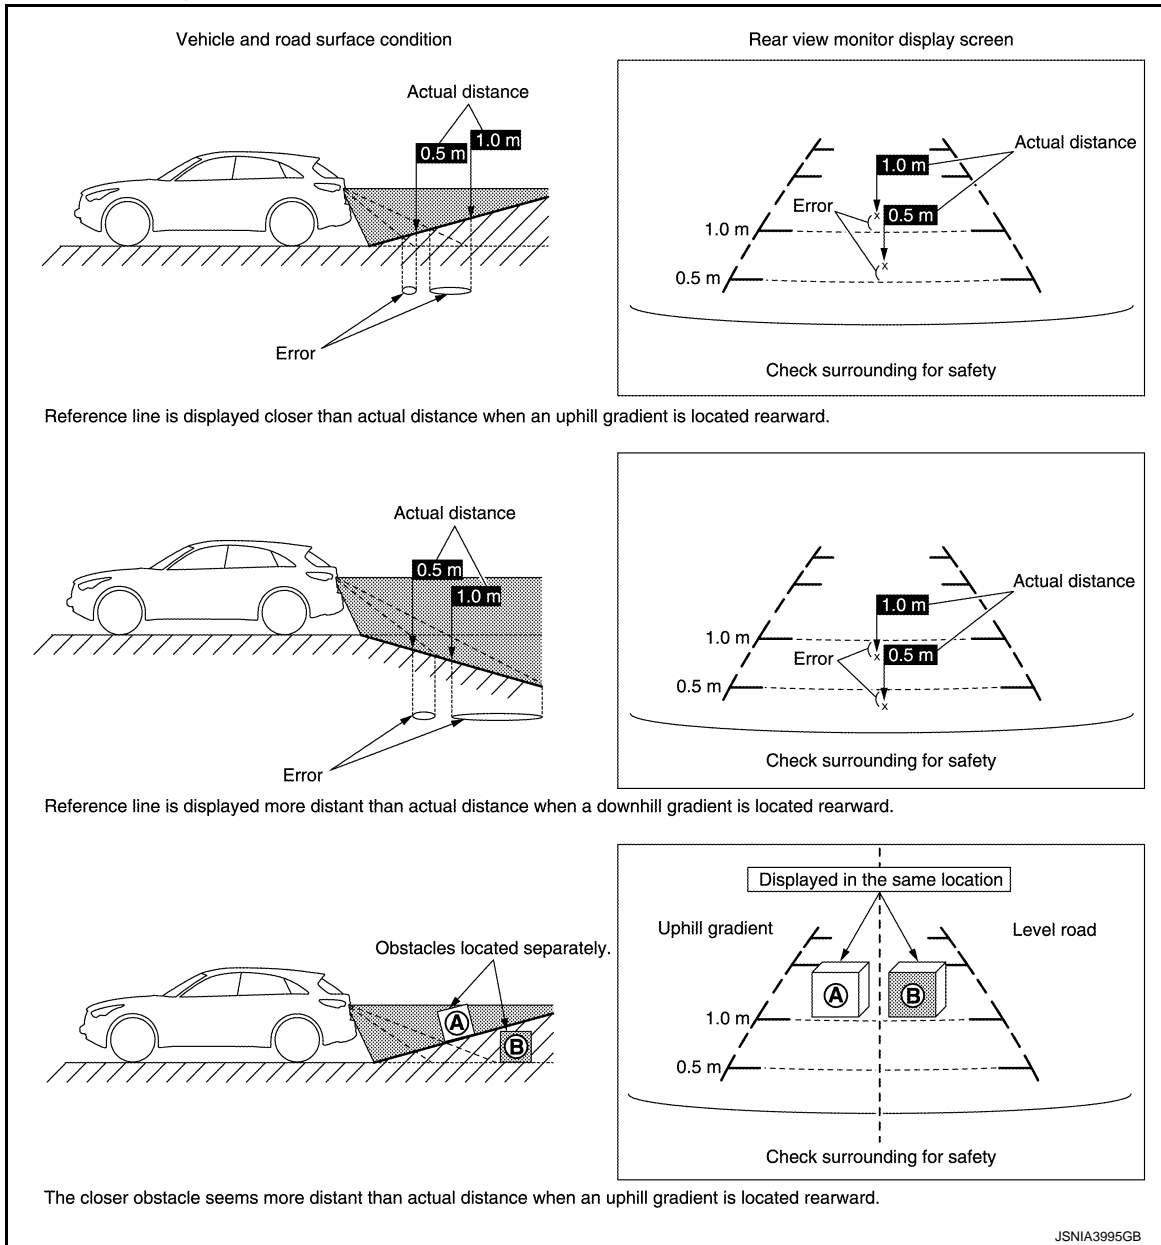 Vehicle and road surface condition
Rear view monitor display screen
Actual distance
1.0 m
0.5 m
Error
Actual distance
1.0 m
Error
0.5 m
1.0 m
0.5 m
Check surrounding for safety
Reference line is displayed closer than actual distance when an uphill gradient is located rearward.
Actual distance
0.5 m
1.0 m
Error
Actual distance
1.0 m
1.0 m
Error
0.5 m
0.5 m
Check surrounding for safety
Reference line is displayed more distant than actual distance when a downhill gradient is located rearward.
Obstacles located separately.
A
B
Displayed in the same location
Uphill gradient
Level road
A
B
1.0 m
0.5 m
Check surrounding for safety
The closer obstacle seems more distant than actual distance when an uphill gradient is located rearward.
JSNIA3995GB